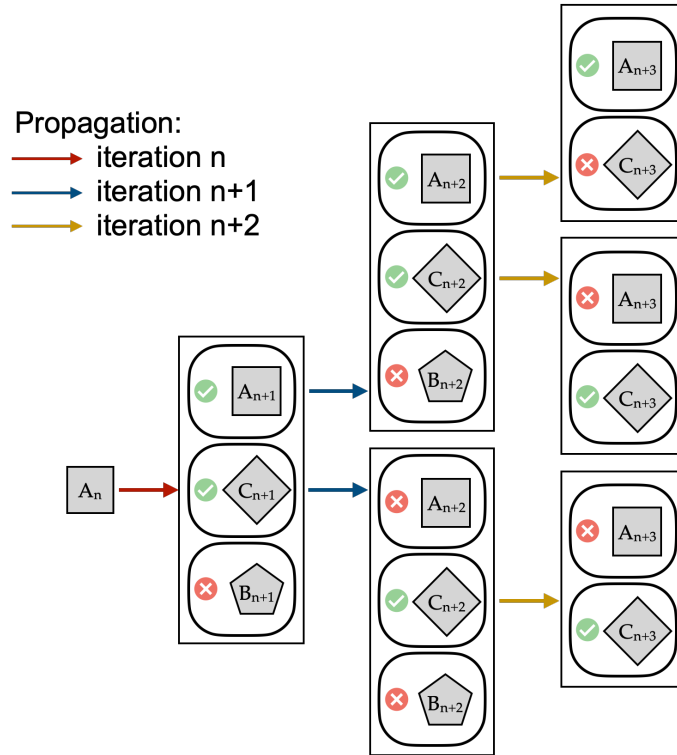 Propagation:
iteration n
iteration n+1
iteration n+2
Aₙ
Aₙ₊₁
Cₙ₊₁
Bₙ₊₁
Aₙ₊₂
Cₙ₊₂
Bₙ₊₂
Aₙ₊₂
Cₙ₊₂
Bₙ₊₂
Aₙ₊₃
Cₙ₊₃
Aₙ₊₃
Cₙ₊₃
Aₙ₊₃
Cₙ₊₃